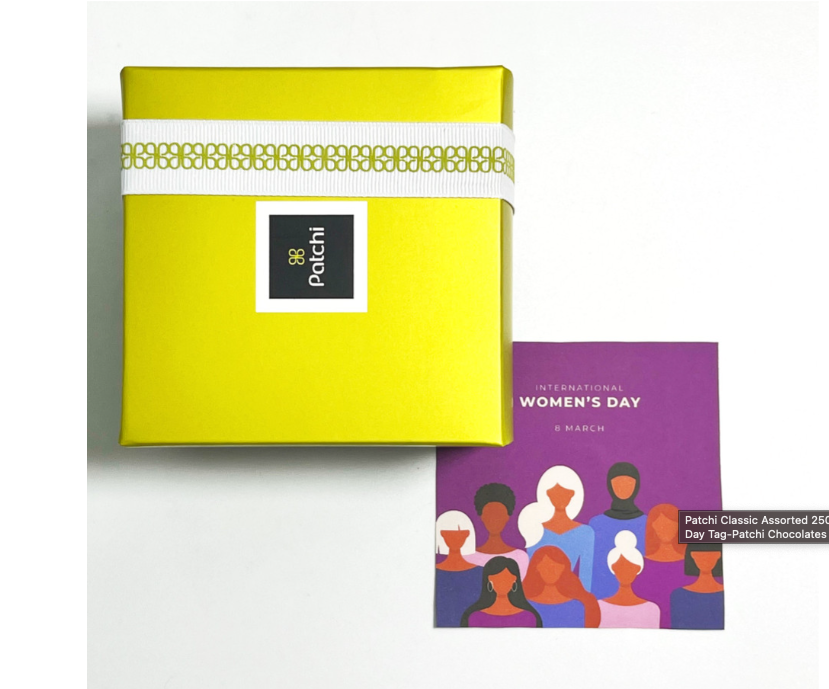 Patchi
INTERNATIONAL
WOMEN'S DAY
8 MARCH
Patchi Classic Assorted 250
Day Tag-Patchi Chocolates